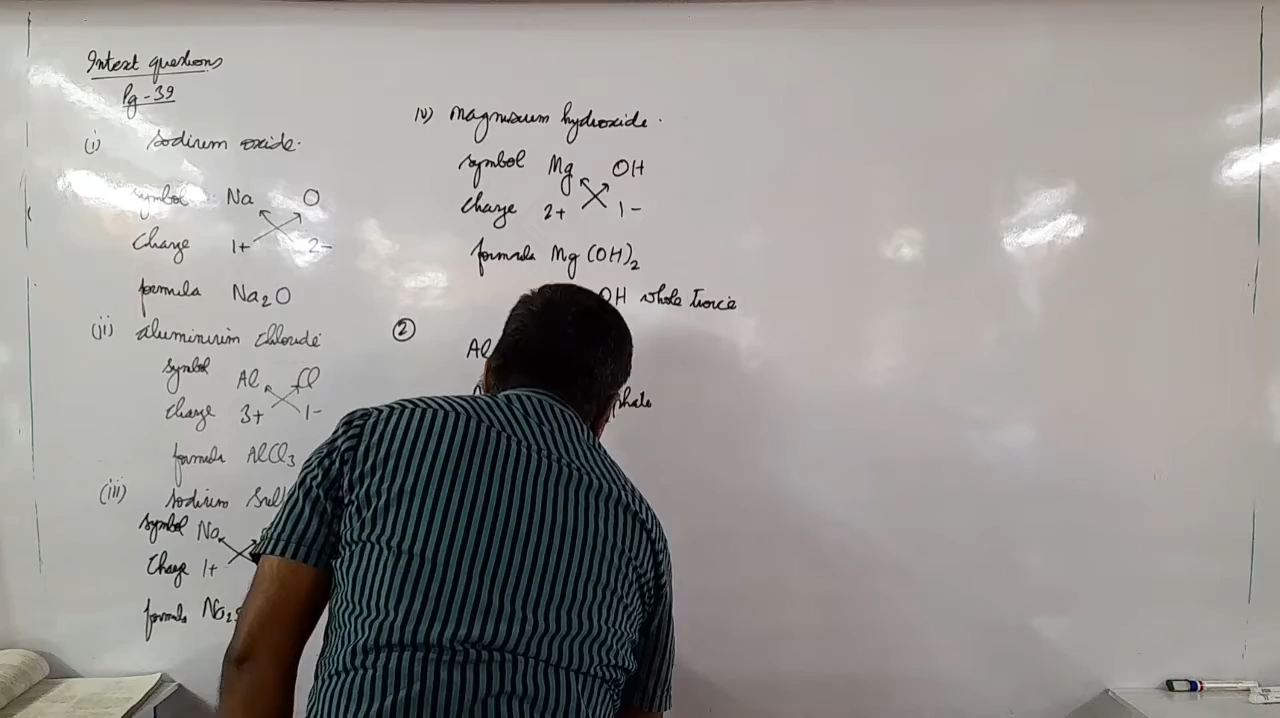 Intext questions
Pg-39
(i) Sodium oxide.
symbol Na O
Charge 1+ 2-
formula Na2O
(ii) aluminium chloride
symbol Al Cl
Charge 3+ 1-
formula AlCl3
(iii) sodium
symbol Na
Charge 1+
formula Na2
iv) Magnesium hydroxide.
symbol Mg OH
Charge 2+ 1-
formula Mg(OH)2
OH whole twice
② Al
phate